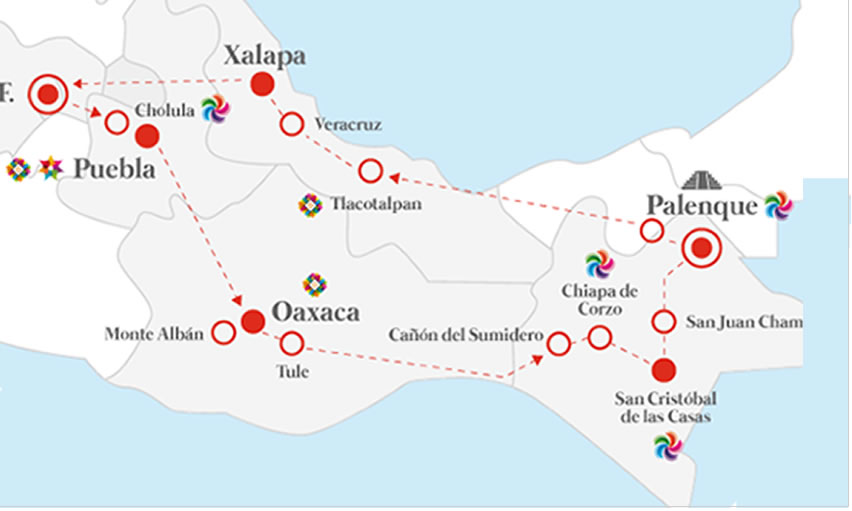 Xalapa
F.
Cholula
Veracruz
Puebla
Tlacotalpan
Palenque
Chiapa de
Corzo
Oaxaca
Monte Albán
Cañón del Sumidero
San Juan Cham
Tule
San Cristóbal
de las Casas